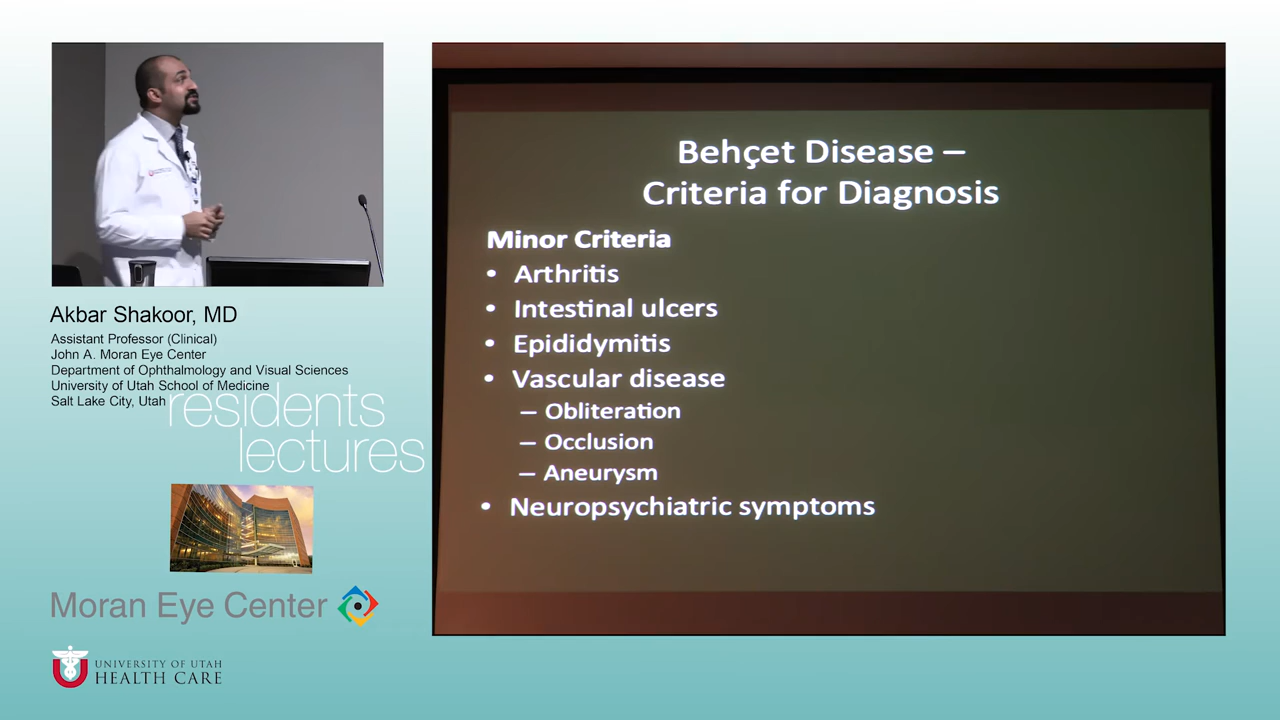 Behçet Disease –
Criteria for Diagnosis
Minor Criteria
• Arthritis
• Intestinal ulcers
• Epididymitis
• Vascular disease
– Obliteration
– Occlusion
– Aneurysm
• Neuropsychiatric symptoms
Akbar Shakoor, MD
Assistant Professor (Clinical)
John A. Moran Eye Center
Department of Ophthalmology and Visual Sciences
University of Utah School of Medicine
Salt Lake City, Utah
residents
lectures
Moran Eye Center
UNIVERSITY OF UTAH
HEALTH CARE